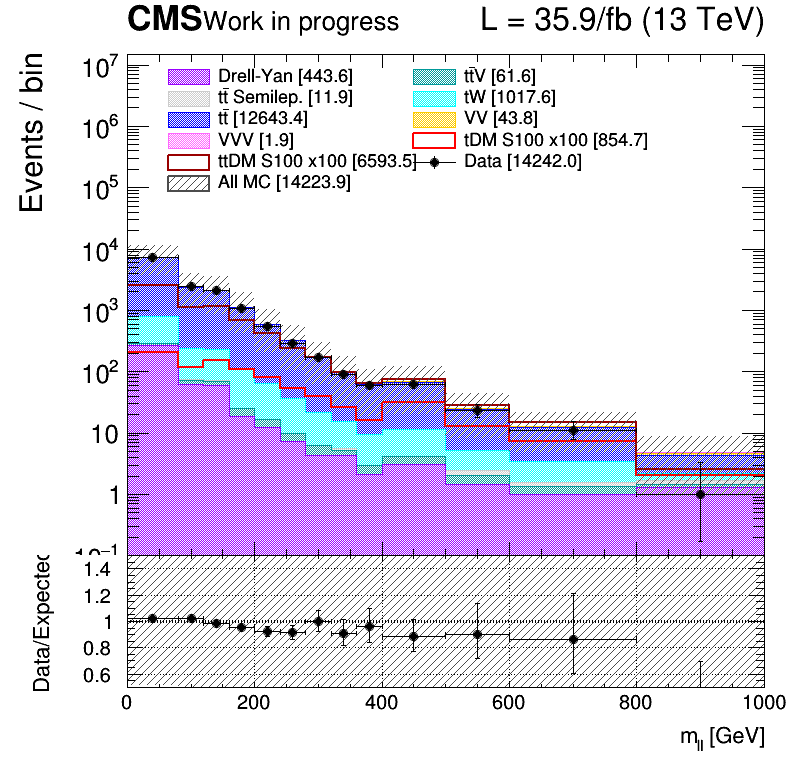 CMS Work in progress L = 35.9/fb (13 TeV)
Events / bin
10⁷
10⁶
10⁵
10⁴
10³
10²
10
1
10⁻¹
Drell-Yan [443.6] tt̄V [61.6]
tt̄ Semilep. [11.9] tW [1017.6]
tt̄ [12643.4] VV [43.8]
VVV [1.9] tDM S100 x100 [854.7]
ttDM S100 x100 [6593.5] Data [14242.0]
All MC [14223.9]
Data/Expected
1.4
1.2
1
0.8
0.6
0 200 400 600 800 1000
m_ll [GeV]